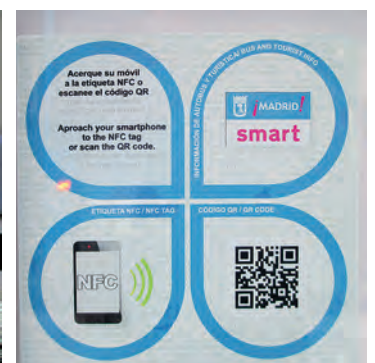 Acerque su móvil
a la etiqueta NFC o
escanee el código QR
Aproach your smartphone
to the NFC tag
or scan the QR code.
INFORMACIÓN DE AUTOBÚS Y TURÍSTICA/ BUS AND TOURIST INFO
¡MADRID!
smart
ETIQUETA NFC / NFC TAG
NFC
CÓDIGO QR / QR CODE